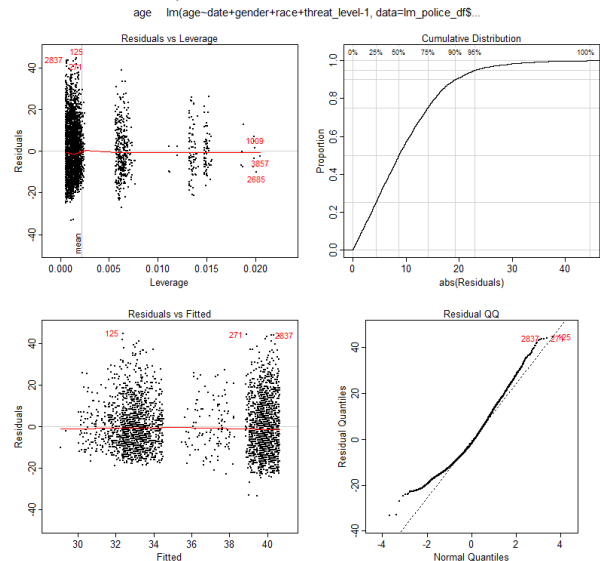 age lm(age~date+gender+race+threat_level-1, data=lm_police_df$...
Residuals vs Leverage
2837
125
Residuals
40
20
0
-20
-40
1009
3857
2685
mean
0.000 0.005 0.010 0.015 0.020
Leverage
Cumulative Distribution
0% 25% 50% 75% 90% 95% 100%
Proportion
1.0
0.8
0.6
0.4
0.2
0.0
0 10 20 30 40
abs(Residuals)
Residuals vs Fitted
125 271 2837
Residuals
40
20
0
-20
-40
30 32 34 36 38 40
Fitted
Residual QQ
2837
Residual Quantiles
40
20
0
-20
-40
-4 -2 0 2 4
Normal Quantiles